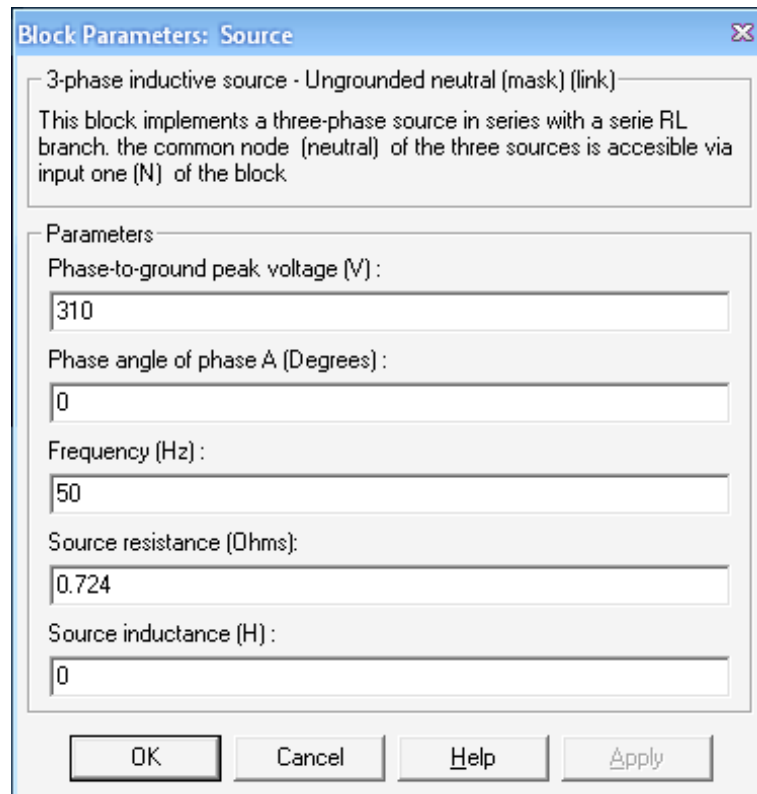 Block Parameters: Source
3-phase inductive source - Ungrounded neutral (mask) (link)
This block implements a three-phase source in series with a serie RL
branch. the common node (neutral) of the three sources is accesible via
input one (N) of the block
Parameters
Phase-to-ground peak voltage (V) :
310
Phase angle of phase A (Degrees) :
0
Frequency (Hz) :
50
Source resistance (Ohms):
0.724
Source inductance (H) :
0
OK Cancel Help Apply